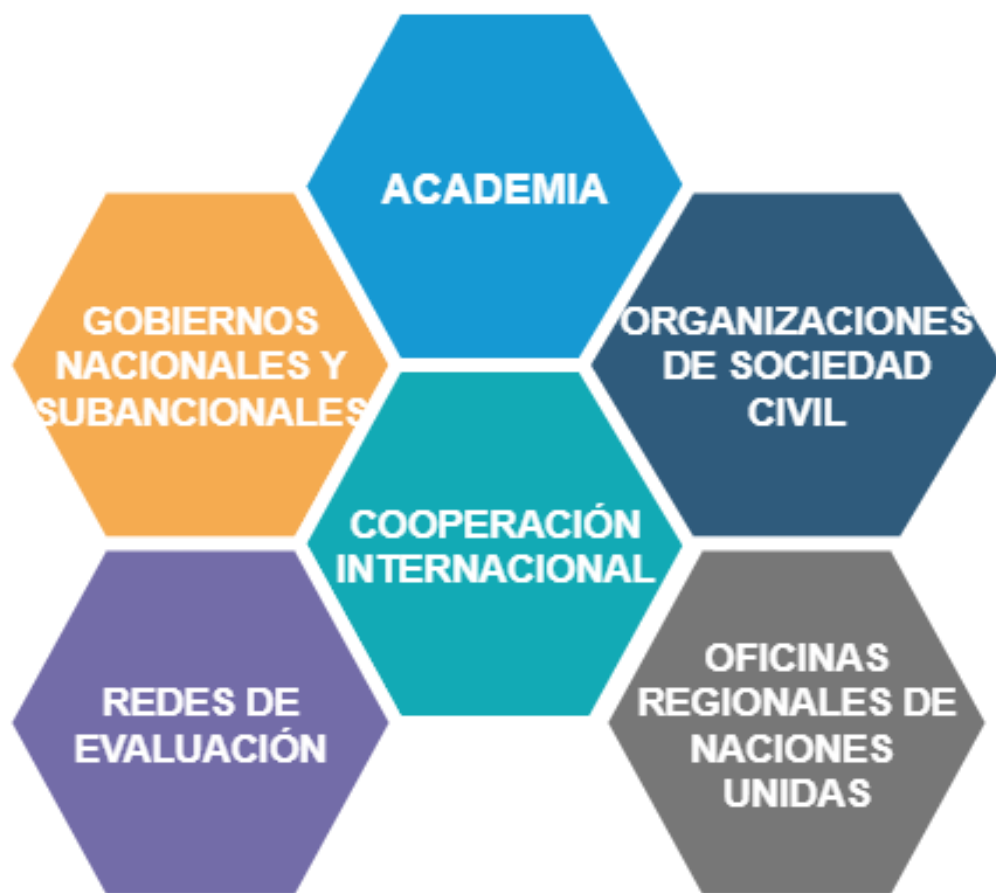 ACADEMIA
GOBIERNOS
NACIONALES Y
SUBANCIONALES
ORGANIZACIONES
DE SOCIEDAD
CIVIL
COOPERACIÓN
INTERNACIONAL
REDES DE
EVALUACIÓN
OFICINAS
REGIONALES DE
NACIONES
UNIDAS